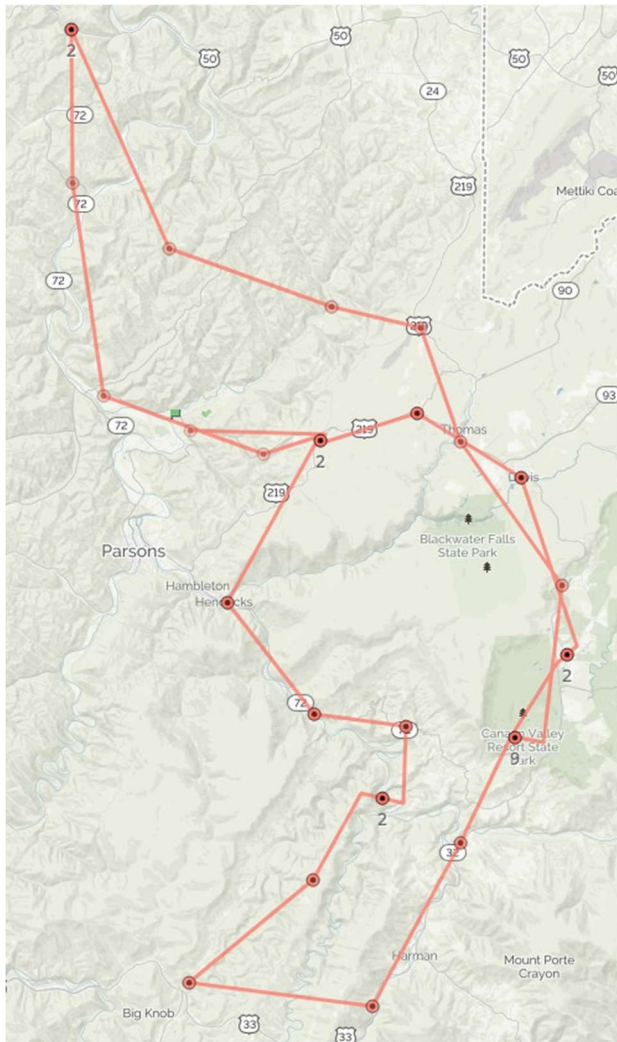 50
50
50
50
2
72
24
219
Mettiki Coa
72
72
90
219
93
72
219
Thomas
2
Davis
219
Blackwater Falls
State Park
Parsons
Hambleton
Hendricks
2
72
72
Canaan Valley
Resort State
Park
9
2
32
Harman
Mount Porte
Crayon
Big Knob
33
33